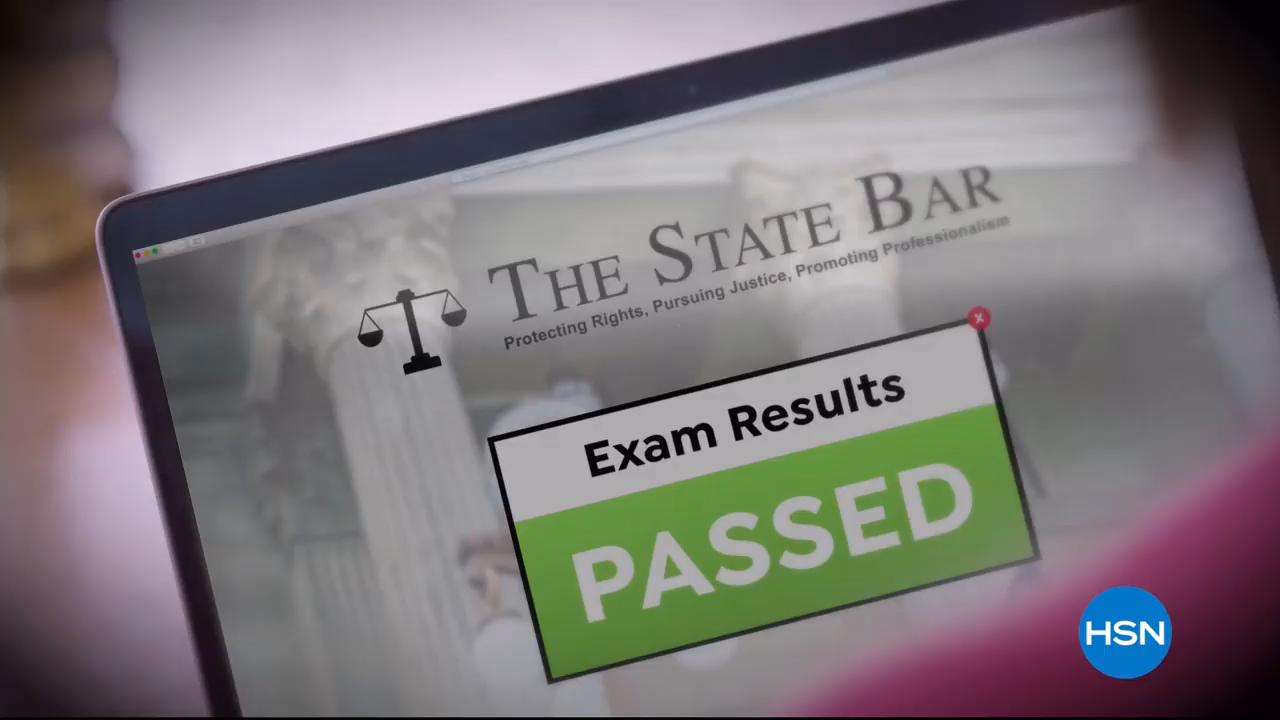 THE STATE BAR
Protecting Rights, Pursuing Justice, Promoting Professionalism
Exam Results
PASSED
HSN